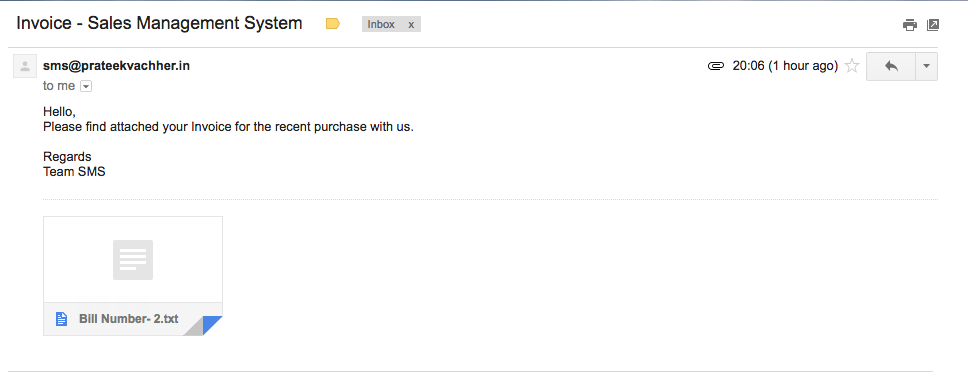 Invoice - Sales Management System
Inbox x
sms@prateekvachher.in
20:06 (1 hour ago)
to me
Hello,
Please find attached your Invoice for the recent purchase with us.
Regards
Team SMS
Bill Number- 2.txt